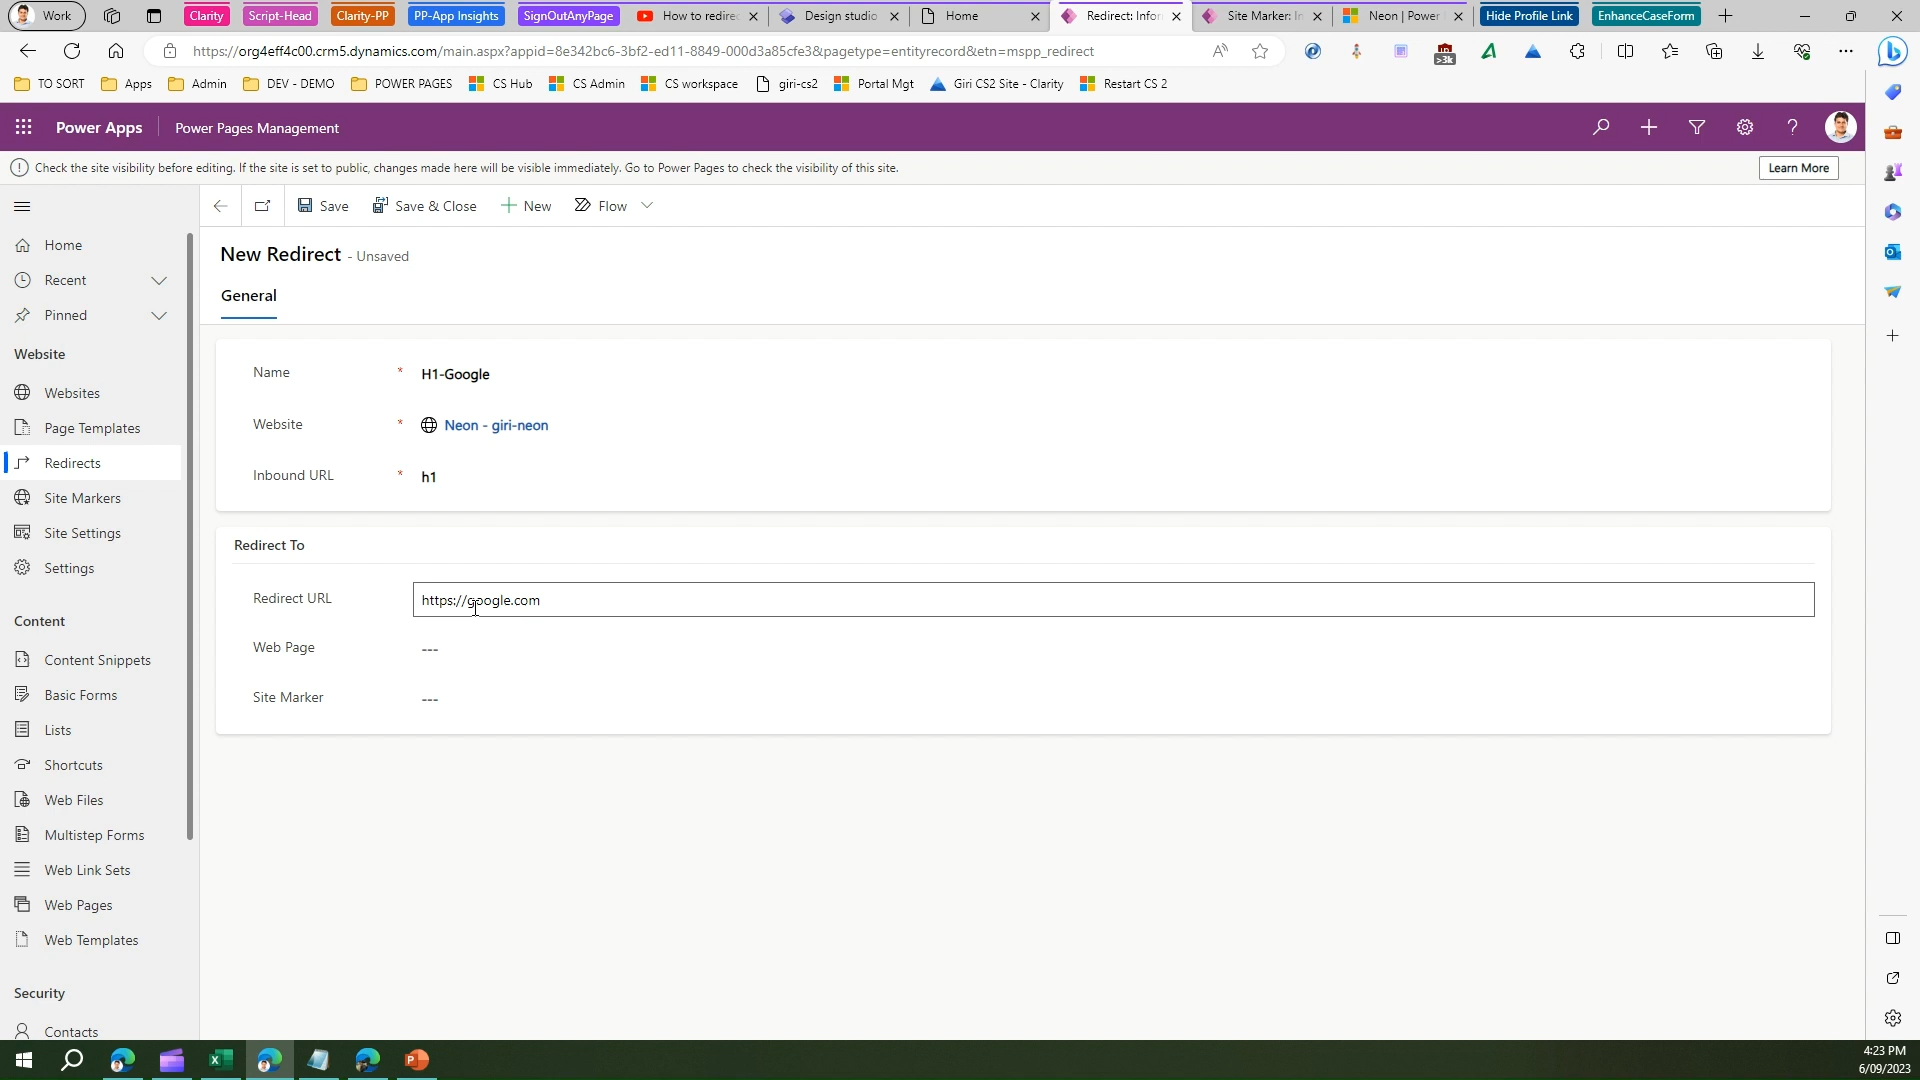 Work
Clarity
Script-Head
Clarity-PP
PP-App Insights
SignOutAnyPage
How to redirec
Design studio
Home
Redirect: Infor
Site Marker: In
Neon | Power
Hide Profile Link
EnhanceCaseForm
https://org4eff4c00.crm5.dynamics.com/main.aspx?appid=8e342bc6-3bf2-ed11-8849-000d3a85cfe3&pagetype=entityrecord&etn=mspp_redirect
>3k
TO SORT
Apps
Admin
DEV - DEMO
POWER PAGES
CS Hub
CS Admin
CS workspace
giri-cs2
Portal Mgt
Giri CS2 Site - Clarity
Restart CS 2
Power Apps
Power Pages Management
Check the site visibility before editing. If the site is set to public, changes made here will be visible immediately. Go to Power Pages to check the visibility of this site.
Learn More
Save
Save & Close
New
Flow
New Redirect - Unsaved
General
Home
Recent
Pinned
Website
Websites
Page Templates
Redirects
Site Markers
Site Settings
Settings
Content
Content Snippets
Basic Forms
Lists
Shortcuts
Web Files
Multistep Forms
Web Link Sets
Web Pages
Web Templates
Security
Contacts
Name * H1-Google
Website * Neon - giri-neon
Inbound URL * h1
Redirect To
Redirect URL https://google.com
Web Page ---
Site Marker ---
4:23 PM
6/09/2023